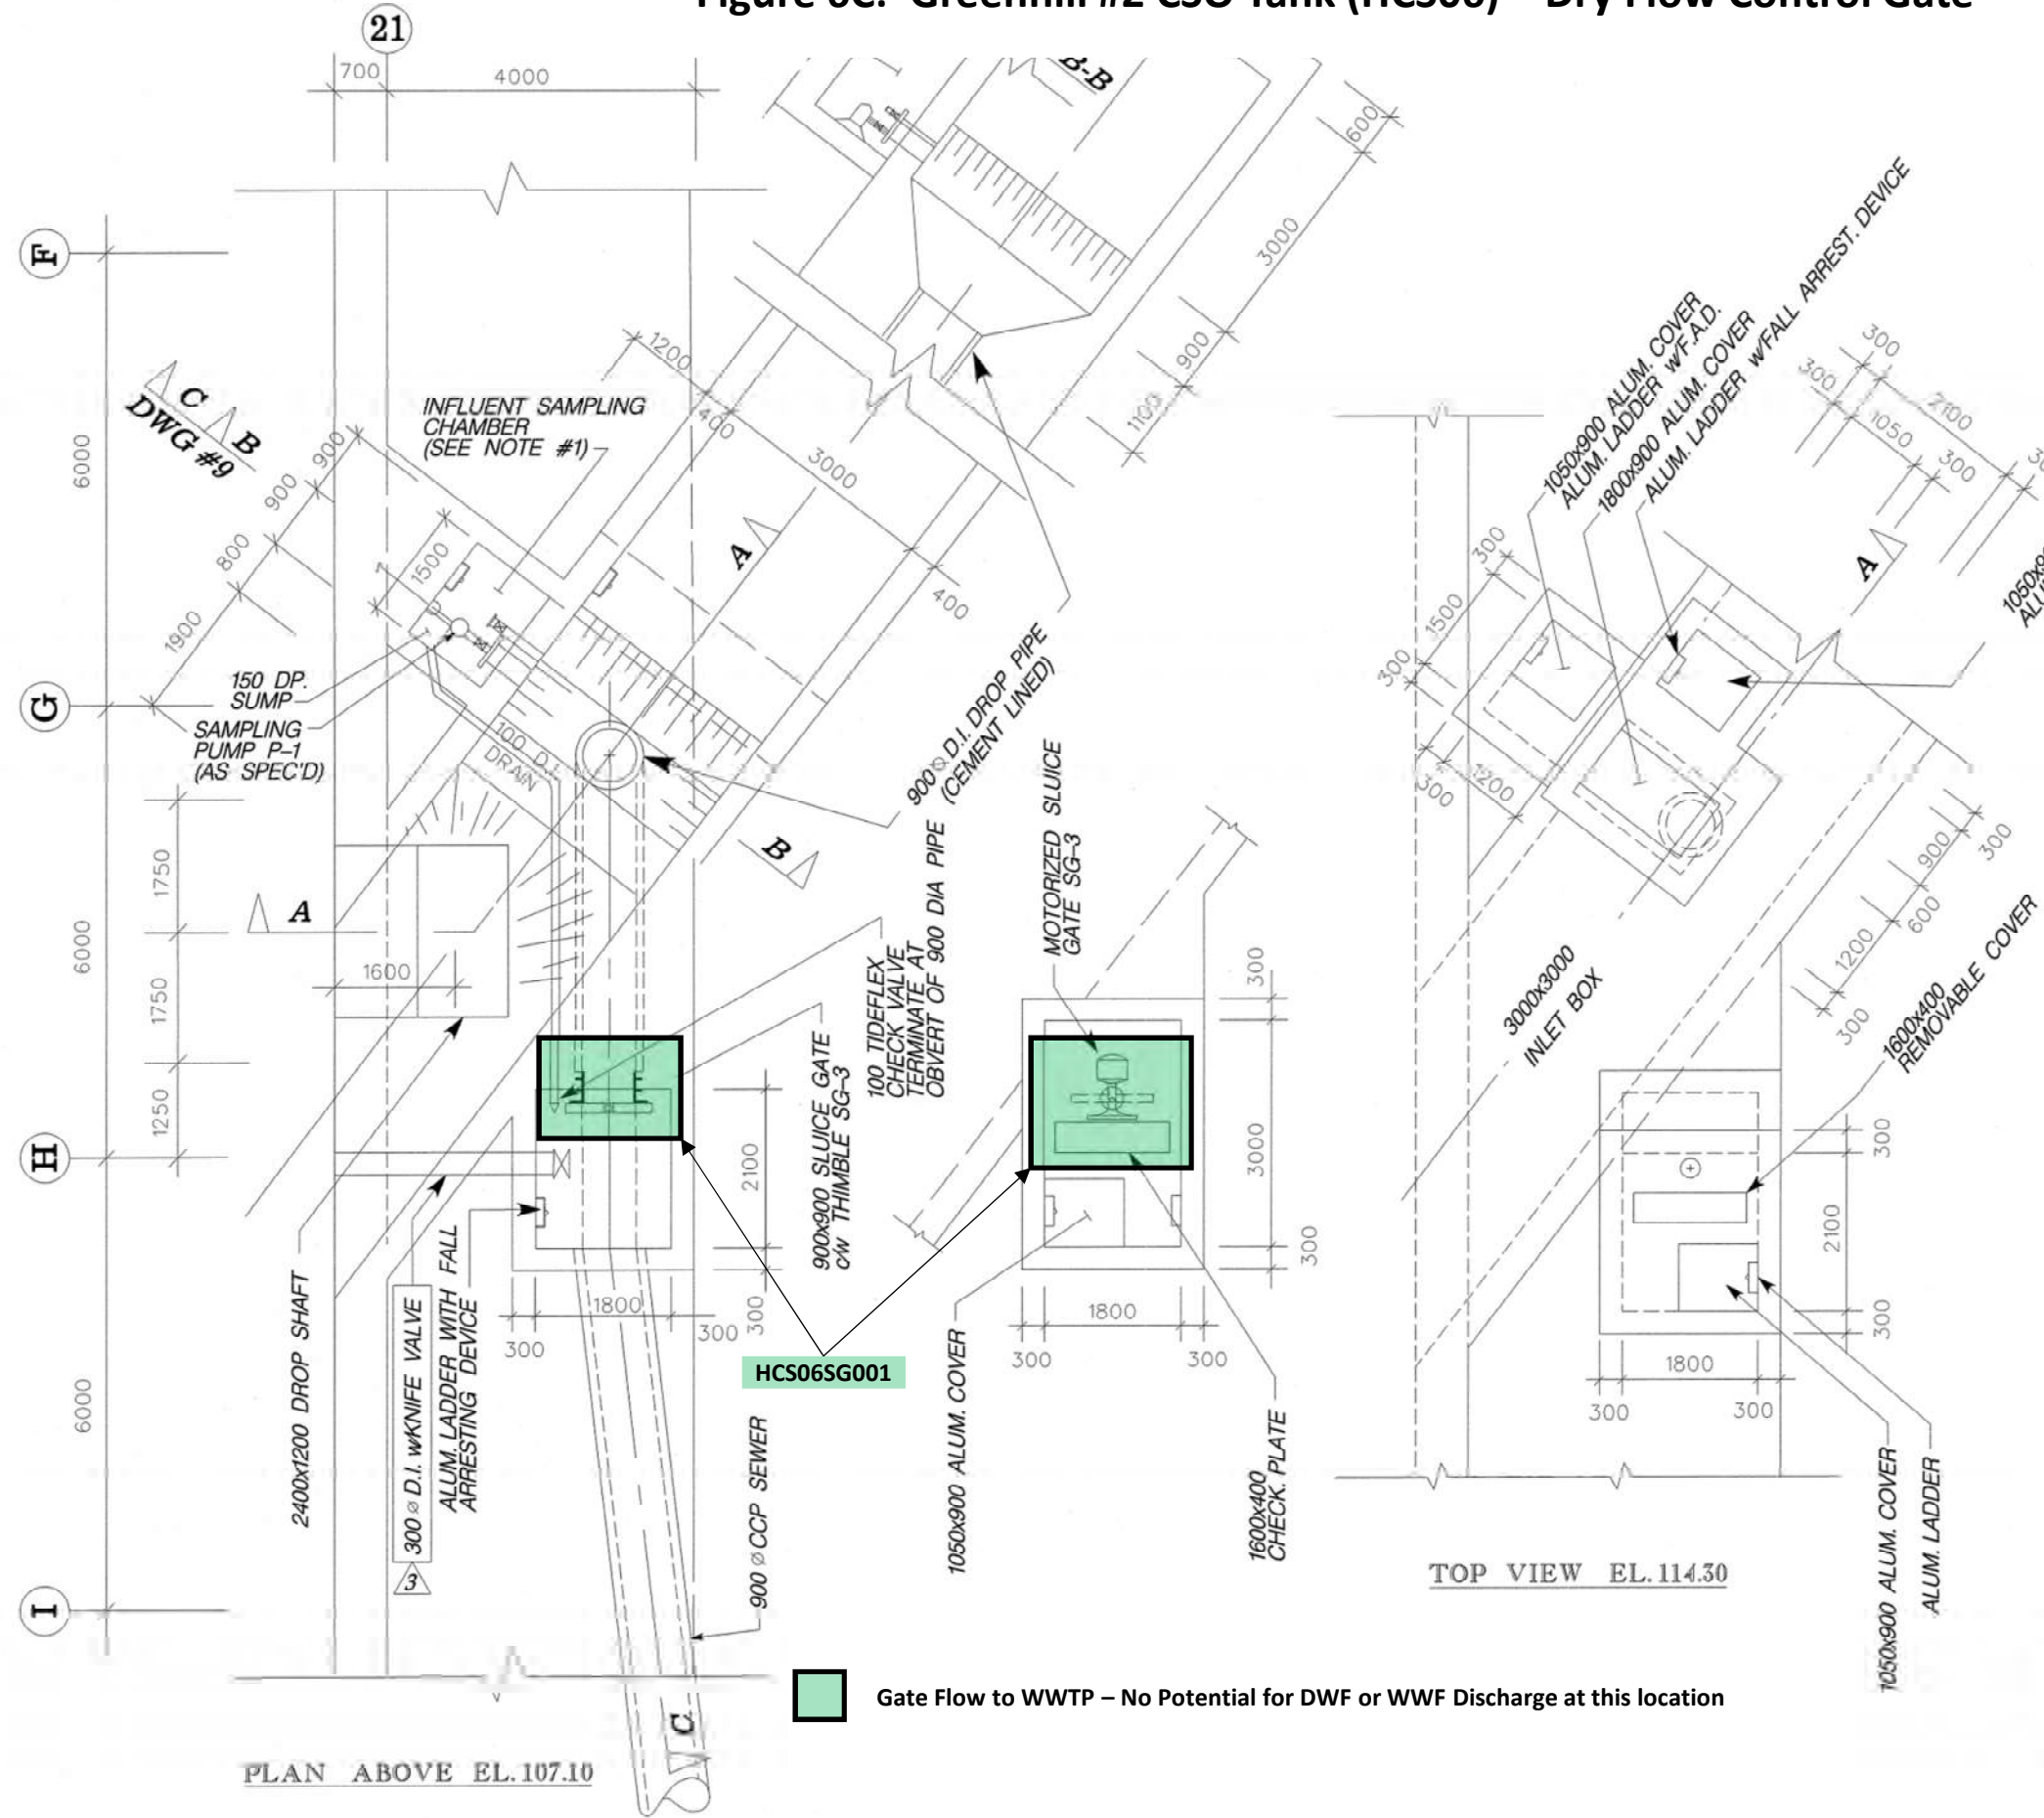 Figure 6C: Greenhill #2 CSO Tank (HCS06) – Dry Flow Control Gate
21
700
4000
B-B
600
3000
900
1100
F
C
B
DWG #9
INFLUENT SAMPLING
CHAMBER
(SEE NOTE #1)
1200
400
3000
400
6000
900
900
800
1900
1500
A
G
150 DP.
SUMP
SAMPLING
PUMP P-1
(AS SPEC'D)
100 D.I.
DRAIN
900 ø D.I. DROP PIPE
(CEMENT LINED)
B
1750
A
6000
1600
1750
1250
H
100 TIDEFLEX
CHECK VALVE
TERMINATE AT
OBVERT OF 900 DIA PIPE
900x900 SLUICE GATE
c/w THIMBLE SG-3
2100
300
1800
300
300
2400x1200 DROP SHAFT
300 ø D.I. w/KNIFE VALVE
3
ALUM. LADDER WITH FALL
ARRESTING DEVICE
6000
I
900 ø CCP SEWER
C
PLAN ABOVE EL. 107.10
HCS06SG001
MOTORIZED SLUICE
GATE SG-3
300
3000
300
1800
300
300
1050x900 ALUM. COVER
1600x400
CHECK. PLATE
1050x900 ALUM. COVER
ALUM. LADDER w/F.A.D.
1800x900 ALUM. COVER
ALUM. LADDER w/FALL ARREST. DEVICE
300
300
2100
1050
300
A
300
1500
300
300
1200
300
900
300
600
1200
300
3000x3000
INLET BOX
1600x400
REMOVABLE COVER
300
2100
300
1800
300
300
1050x900 ALUM. COVER
ALUM. LADDER
TOP VIEW EL. 114.30
Gate Flow to WWTP – No Potential for DWF or WWF Discharge at this location